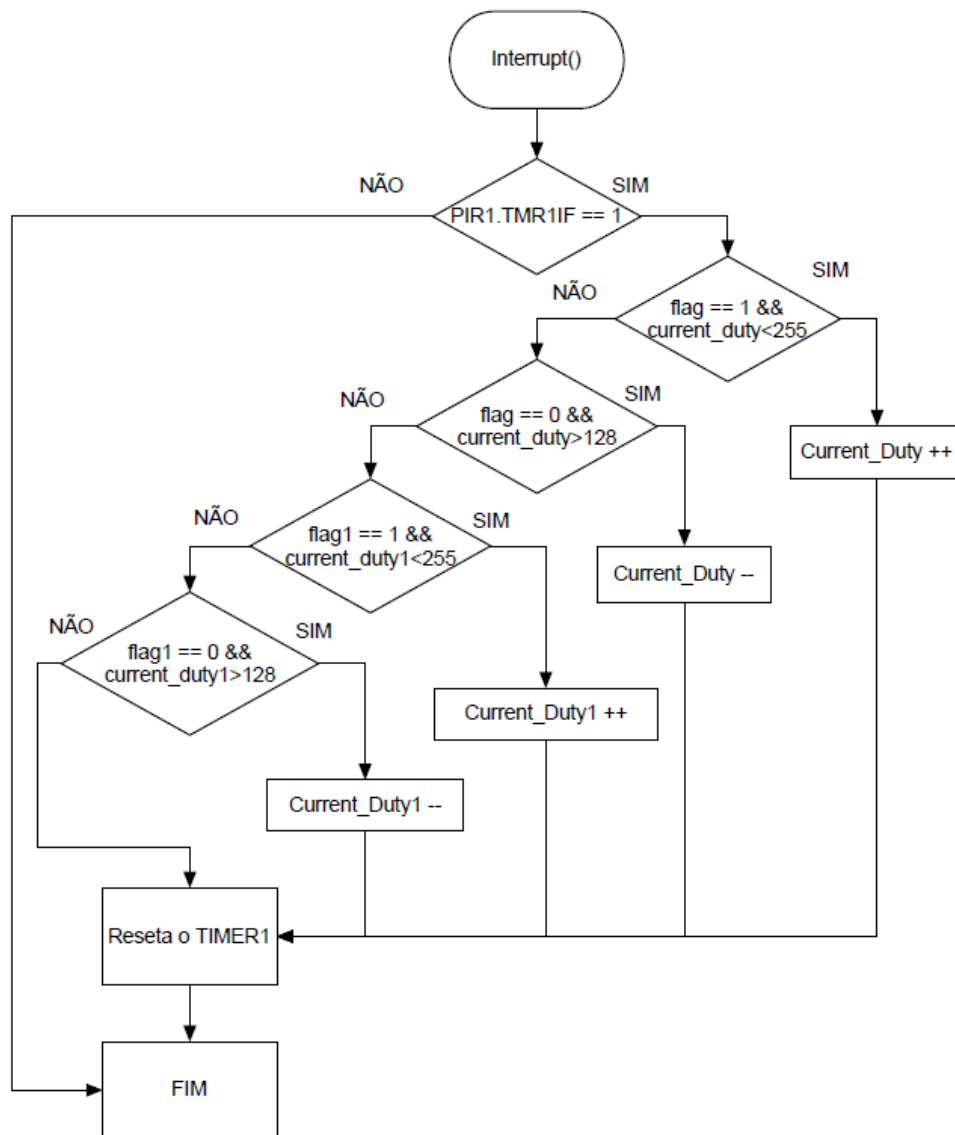 Interrupt()
NÃO
SIM
PIR1.TMR1IF == 1
NÃO
SIM
flag == 1 &&
current_duty<255
NÃO
SIM
flag == 0 &&
current_duty>128
Current_Duty ++
NÃO
SIM
flag1 == 1 &&
current_duty1<255
Current_Duty --
NÃO
SIM
flag1 == 0 &&
current_duty1>128
Current_Duty1 ++
Current_Duty1 --
Reseta o TIMER1
FIM